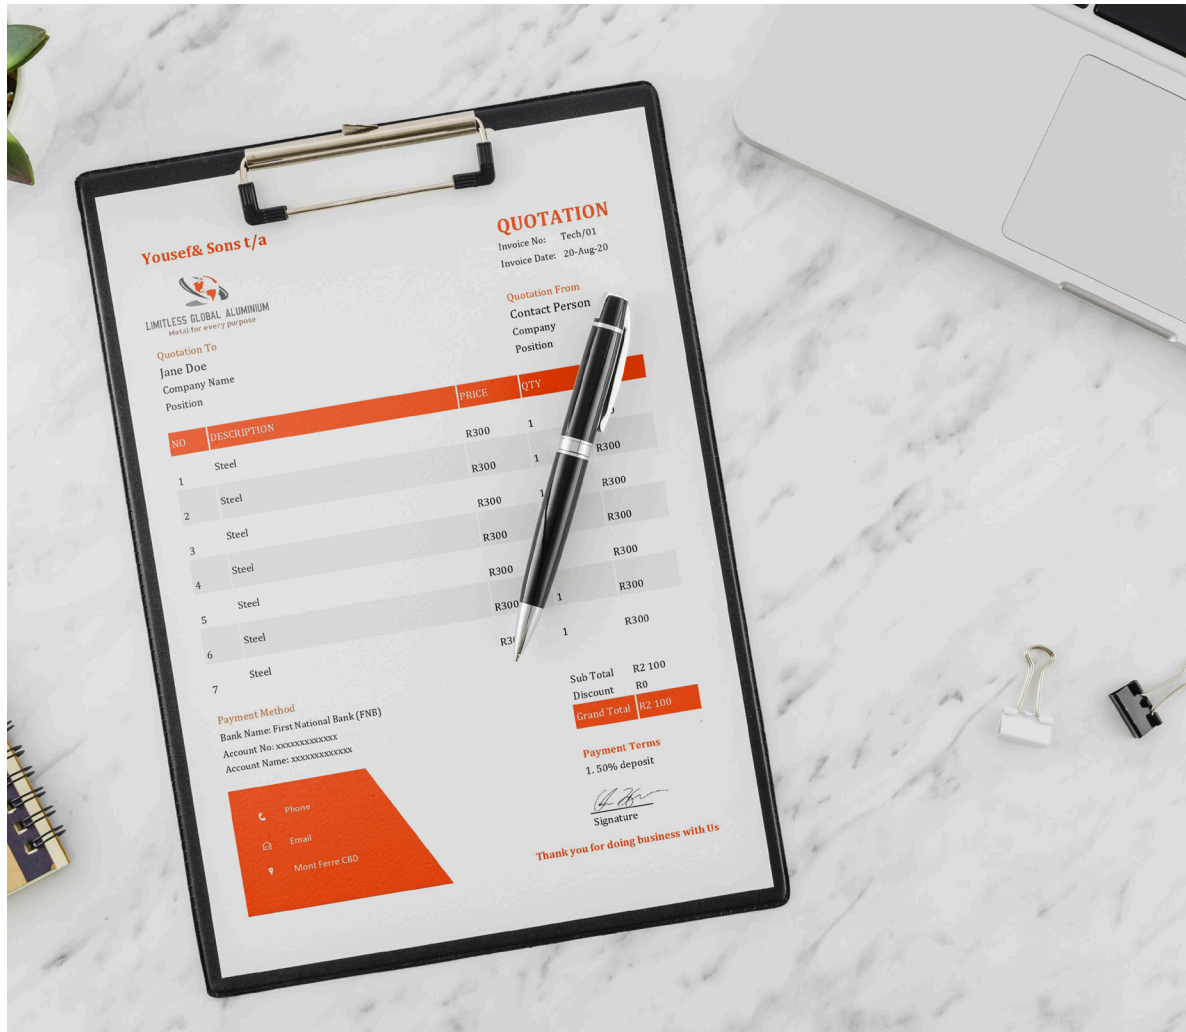 Yousef& Sons t/a
LIMITLESS GLOBAL ALUMINIUM
Metal for every purpose
QUOTATION
Invoice No: Tech/01
Invoice Date: 20-Aug-20
Quotation To
Jane Doe
Company Name
Position
Quotation From
Contact Person
Company
Position
NO DESCRIPTION PRICE QTY
1 Steel R300 1
2 Steel R300 1 R300
3 Steel R300 1 R300
4 Steel R300 R300
5 Steel R300 R300
6 Steel R300 1 R300
7 Steel 1 R300
Sub Total R2 100
Discount R0
Grand Total R2 100
Payment Method
Bank Name: First National Bank (FNB)
Account No: xxxxxxxxxxxxx
Account Name: xxxxxxxxxxxxx
Payment Terms
1. 50% deposit
Signature
Thank you for doing business with Us
Phone
Email
Mont Ferre CBD